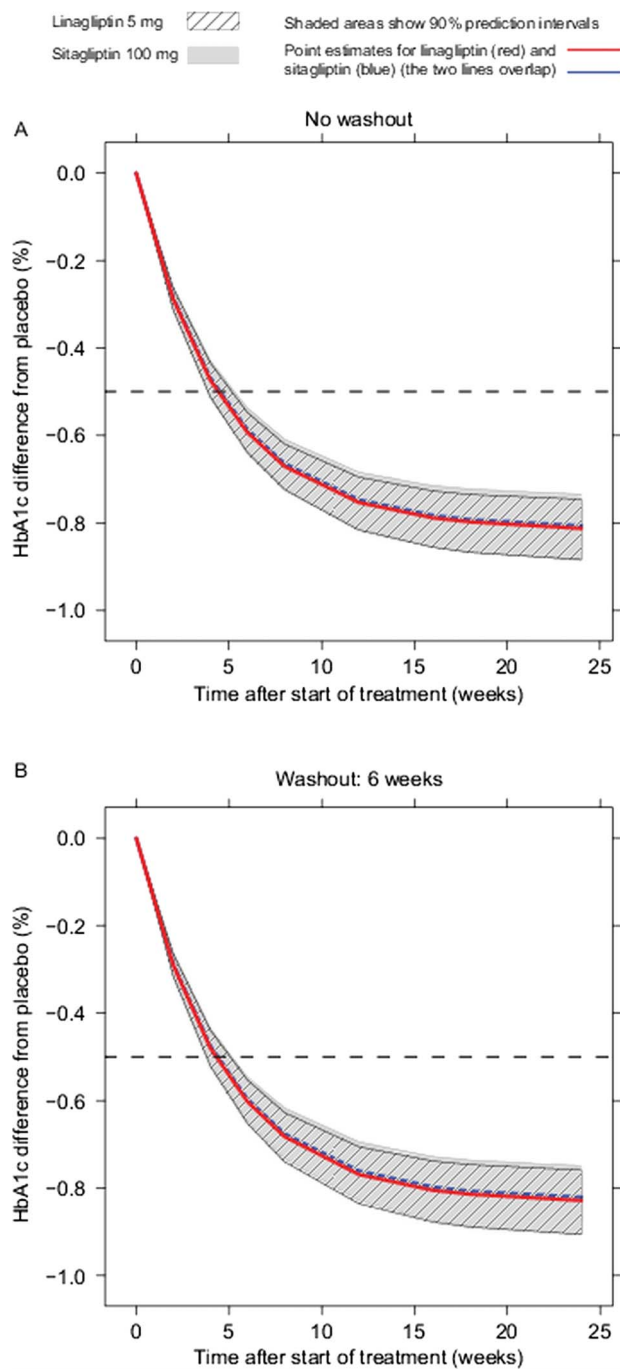 Linagliptin 5 mg
Sitagliptin 100 mg
Shaded areas show 90% prediction intervals
Point estimates for linagliptin (red) and
sitagliptin (blue) (the two lines overlap)
A
No washout
HbA1c difference from placebo (%)
0.0
−0.2
−0.4
−0.6
−0.8
−1.0
0 5 10 15 20 25
Time after start of treatment (weeks)
B
Washout: 6 weeks
HbA1c difference from placebo (%)
0.0
−0.2
−0.4
−0.6
−0.8
−1.0
0 5 10 15 20 25
Time after start of treatment (weeks)